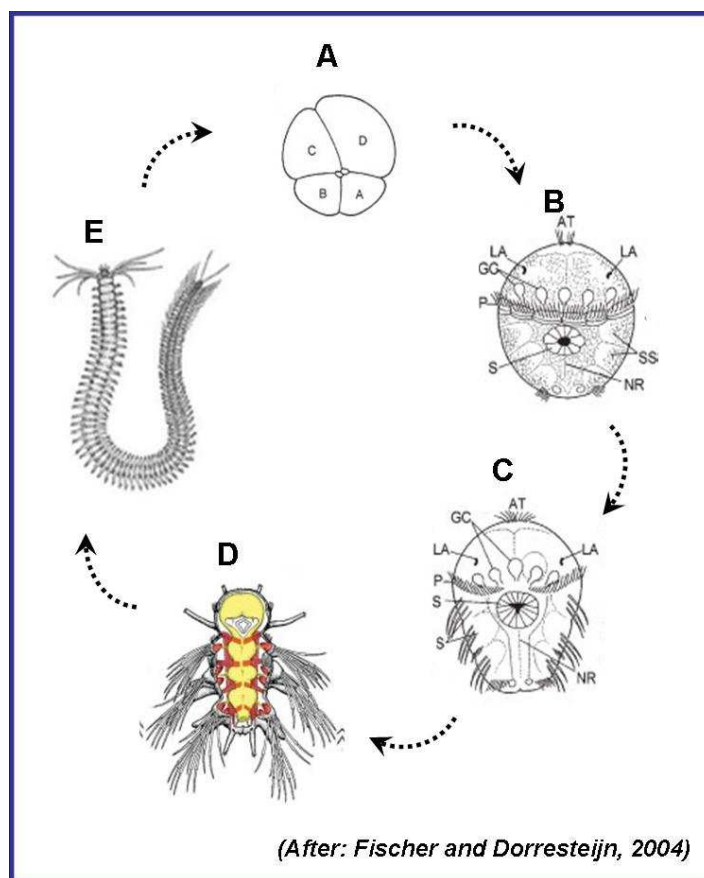 A
C D
B A
B
AT
LA LA
GC
P
S SS
NR
C
AT
GC
LA LA
P
S
S NR
D
E
(After: Fischer and Dorresteijn, 2004)